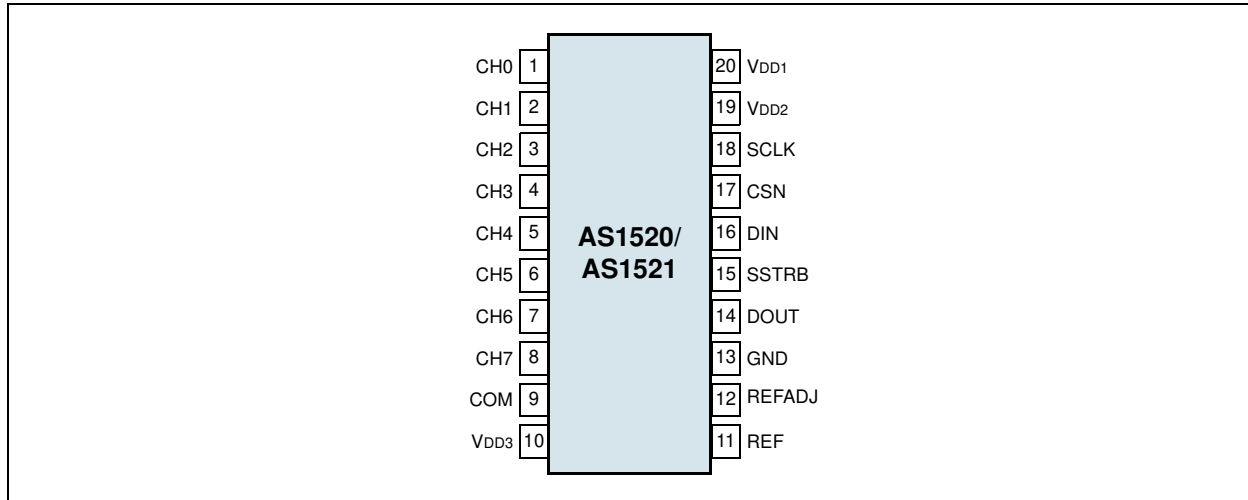 CH0 1
CH1 2
CH2 3
CH3 4
CH4 5
CH5 6
CH6 7
CH7 8
COM 9
VDD3 10
AS1520/
AS1521
20 VDD1
19 VDD2
18 SCLK
17 CSN
16 DIN
15 SSTRB
14 DOUT
13 GND
12 REFADJ
11 REF